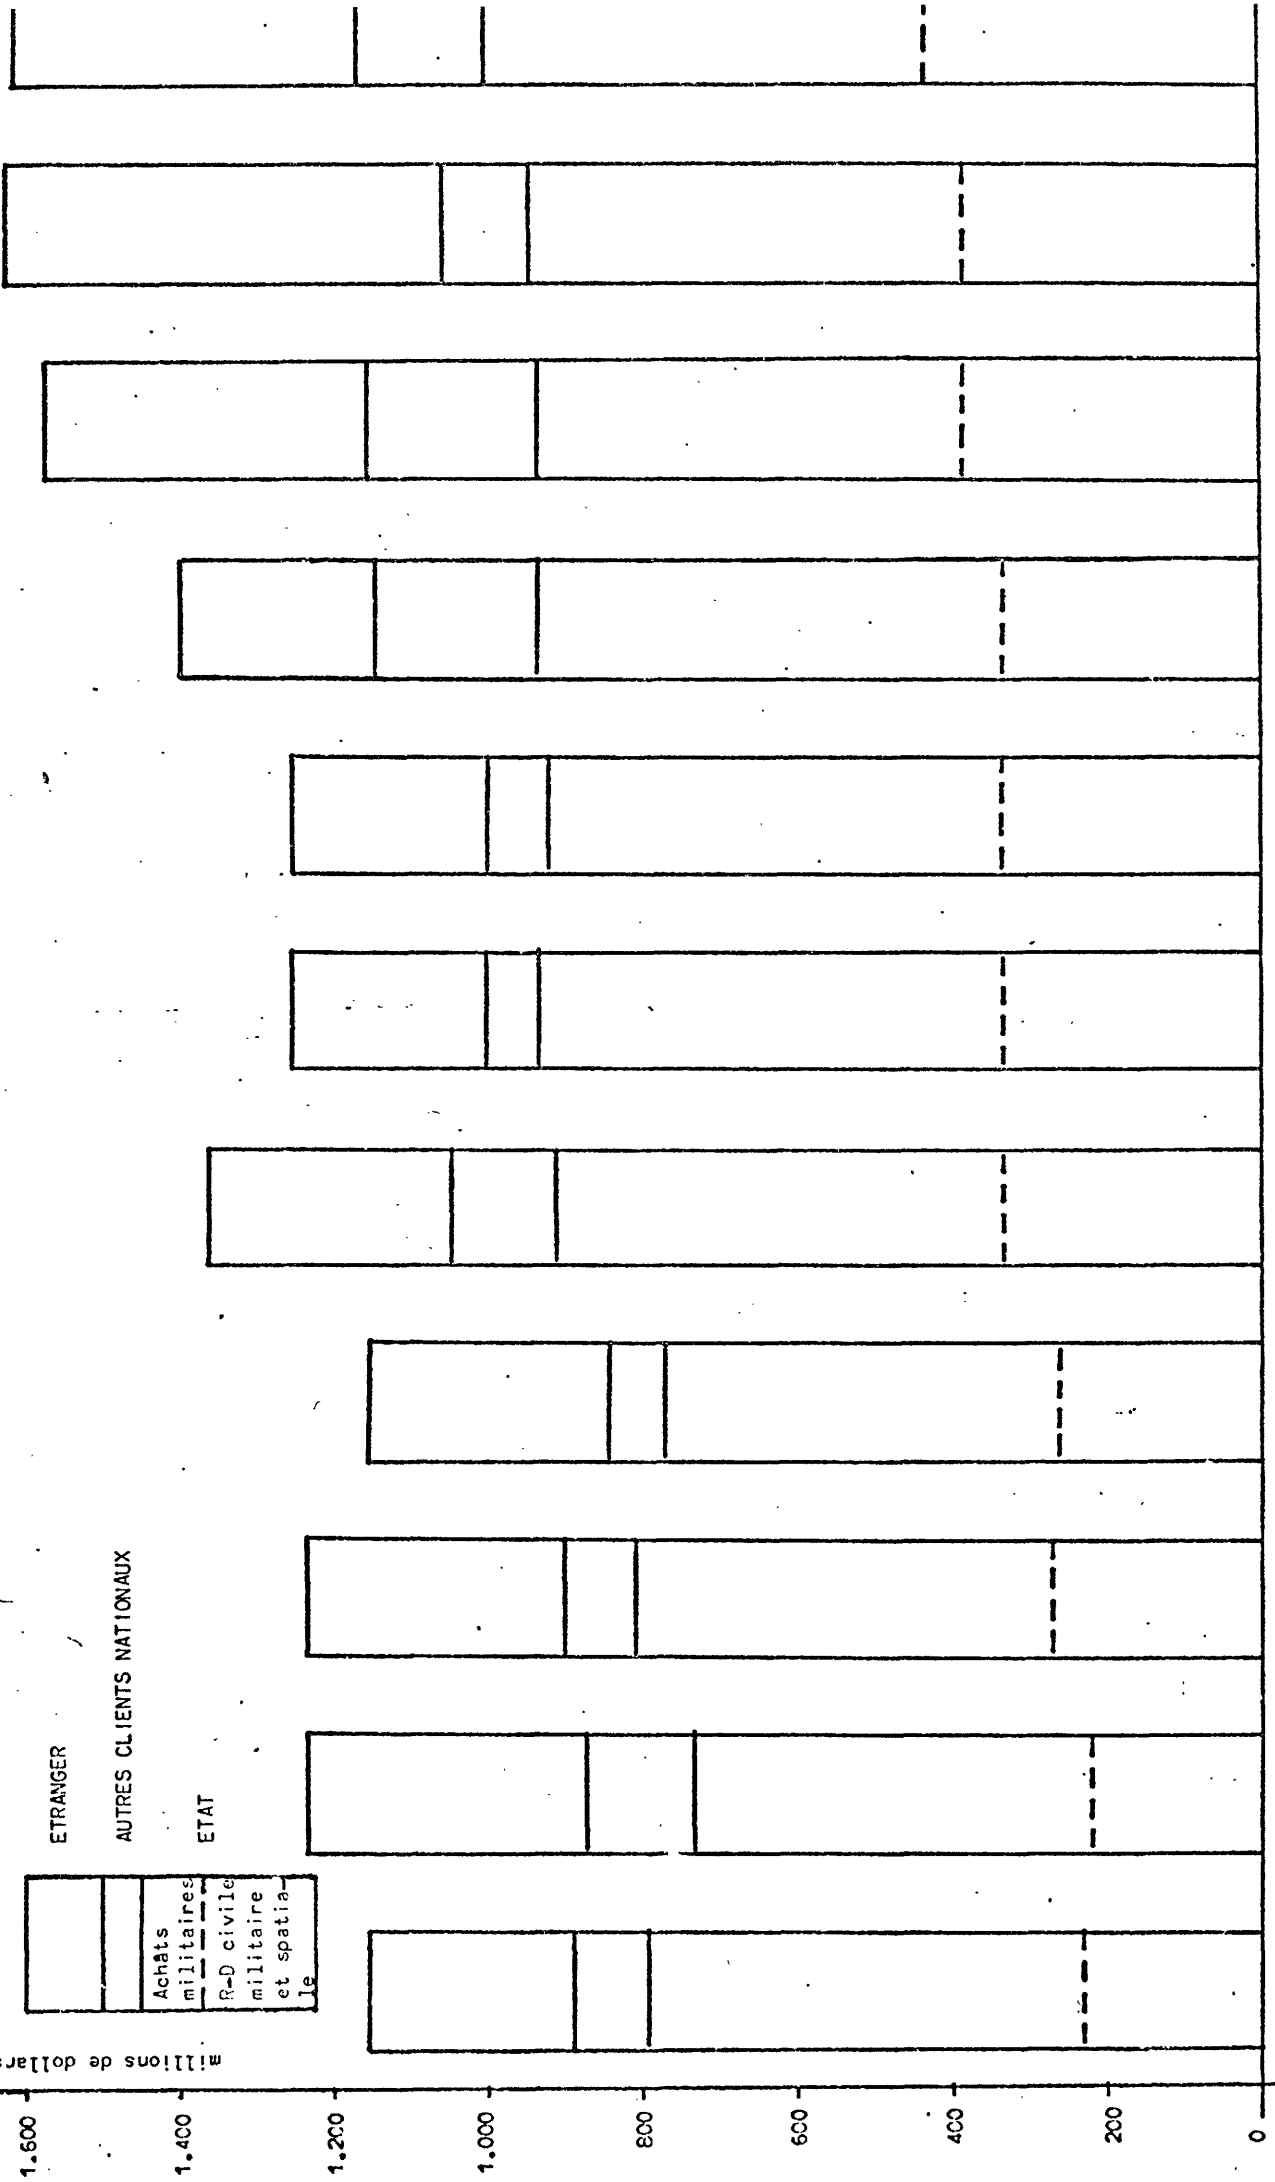 millions de dollars
1.600
1.400
1.200
1.000
800
600
400
200
0
ETRANGER
AUTRES CLIENTS NATIONAUX
ETAT
Achâts
militaires
R-D civile
militaire
et spatia-
le